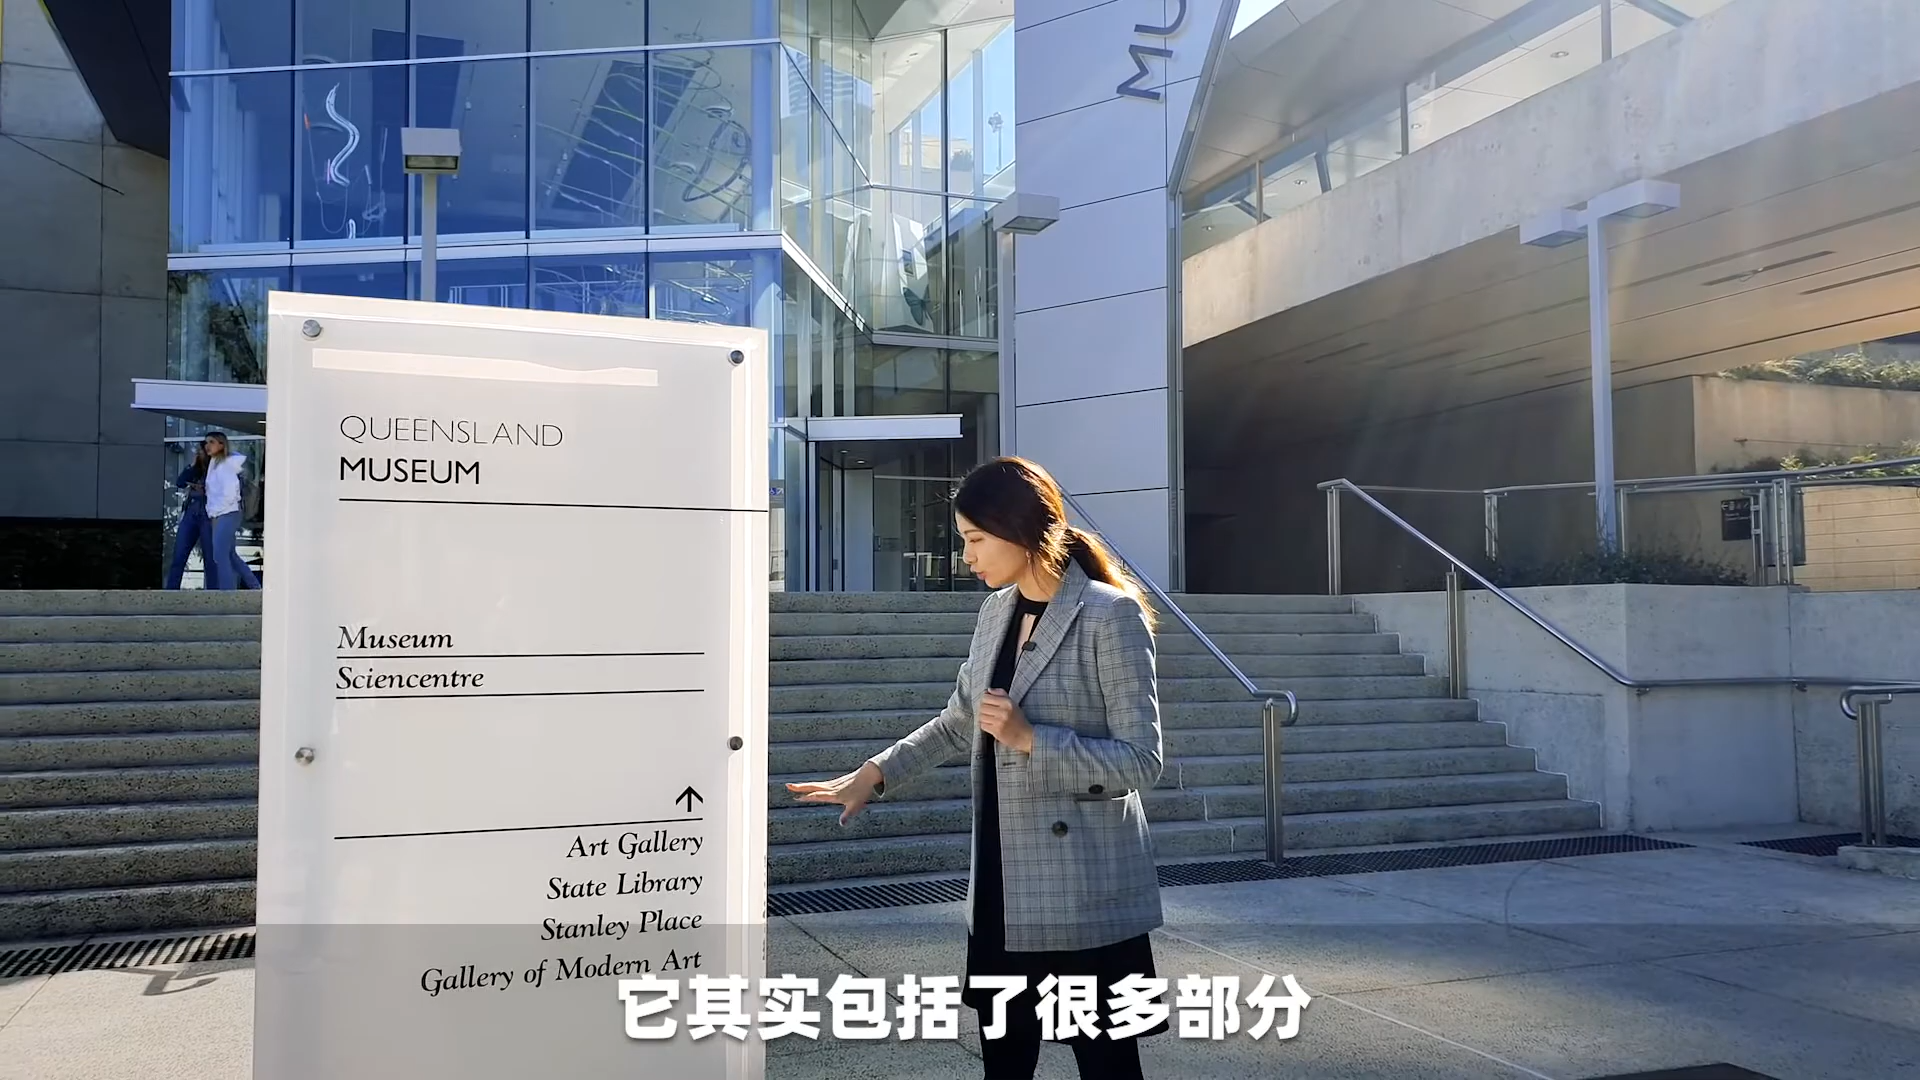 MU
QUEENSLAND
MUSEUM
Museum
Sciencentre
Art Gallery
State Library
Stanley Place
Gallery of Modern Art
它其实包括了很多部分